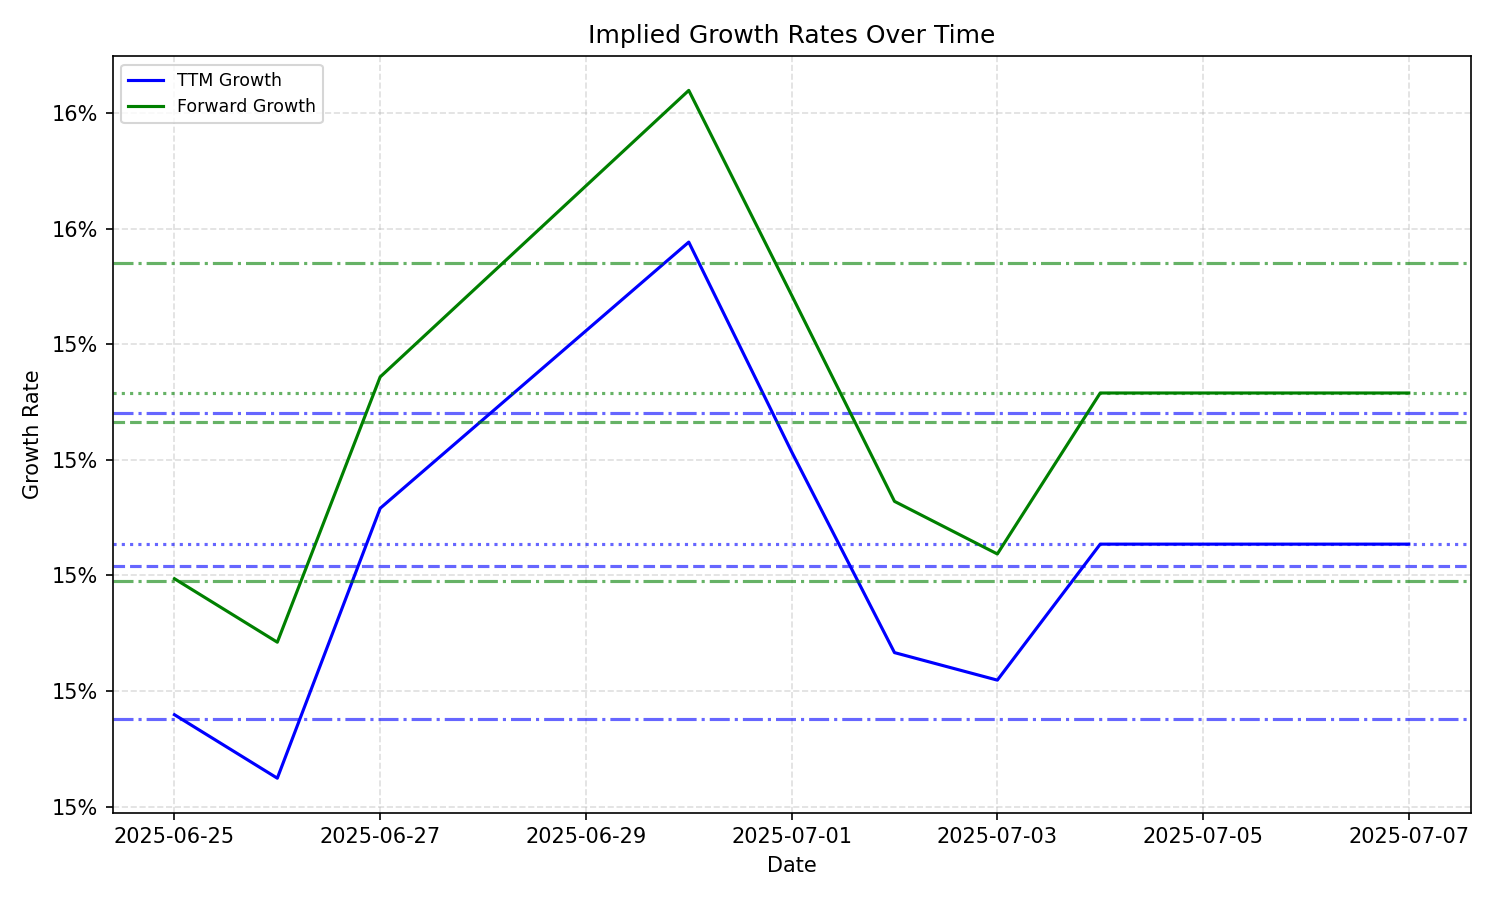 Implied Growth Rates Over Time
TTM Growth
Forward Growth
16%
16%
15%
15%
15%
15%
15%
Growth Rate
2025-06-25
2025-06-27
2025-06-29
2025-07-01
2025-07-03
2025-07-05
2025-07-07
Date